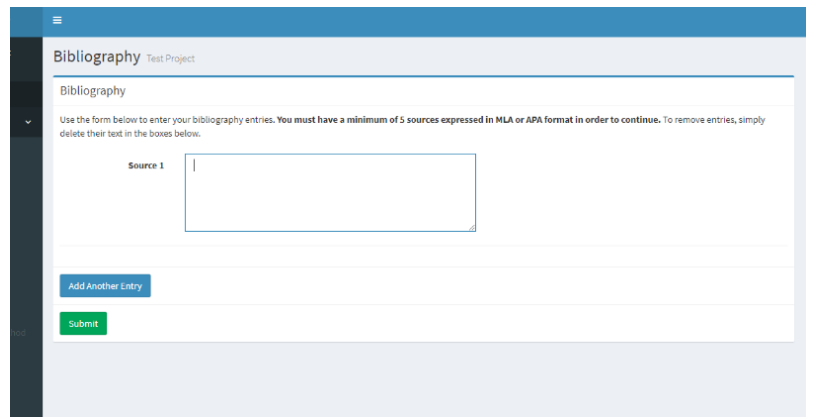 Bibliography Test Project
Bibliography
Use the form below to enter your bibliography entries. You must have a minimum of 5 sources expressed in MLA or APA format in order to continue. To remove entries, simply
delete their text in the boxes below.
Source 1
Add Another Entry
Submit